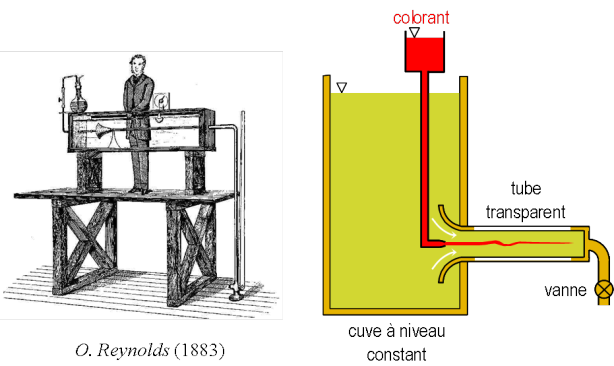 colorant
tube
transparent
vanne
cuve à niveau
constant
O. Reynolds (1883)